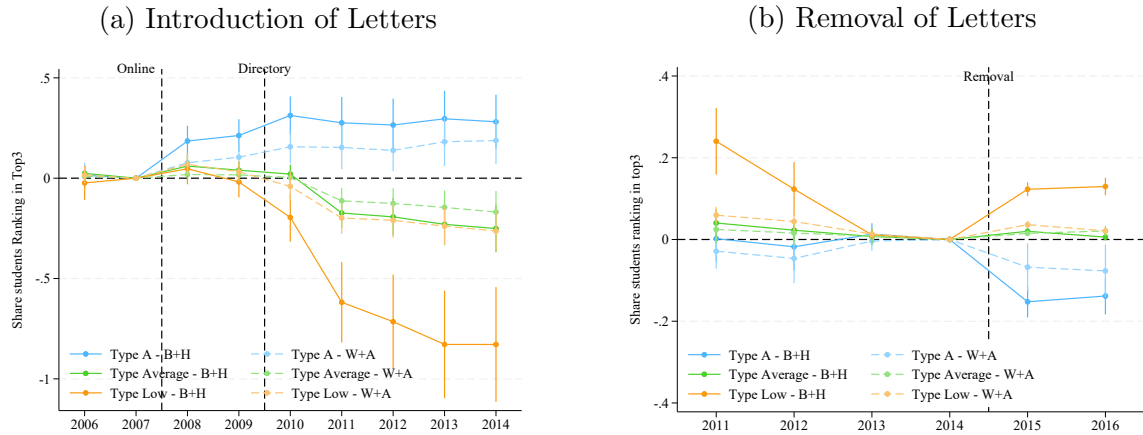 (a) Introduction of Letters
Online
Directory
Share students Ranking in Top3
.5
0
-.5
-1
Type A - B+H
Type A - W+A
Type Average - B+H
Type Average - W+A
Type Low - B+H
Type Low - W+A
2006 2007 2008 2009 2010 2011 2012 2013 2014
(b) Removal of Letters
Removal
Share students ranking in top3
.4
.2
0
-.2
-.4
Type A - B+H
Type A - W+A
Type Average - B+H
Type Average - W+A
Type Low - B+H
Type Low - W+A
2011 2012 2013 2014 2015 2016